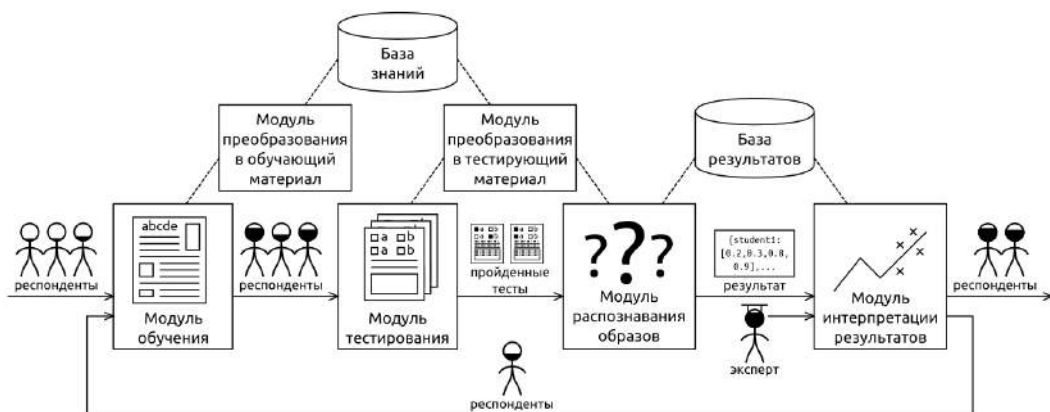 База
знаний
Модуль
преобразования
в обучающий
материал
Модуль
преобразования
в тестирующий
материал
База
результатов
abcde
респонденты
Модуль
обучения
респонденты
a b
a b
Модуль
тестирования
a b
a b
пройденные
тесты
???
Модуль
распознавания
образов
{student1:
[0.2,0.3,0.8,
0.9],...
результат
эксперт
Модуль
интерпретации
результатов
респонденты
респонденты